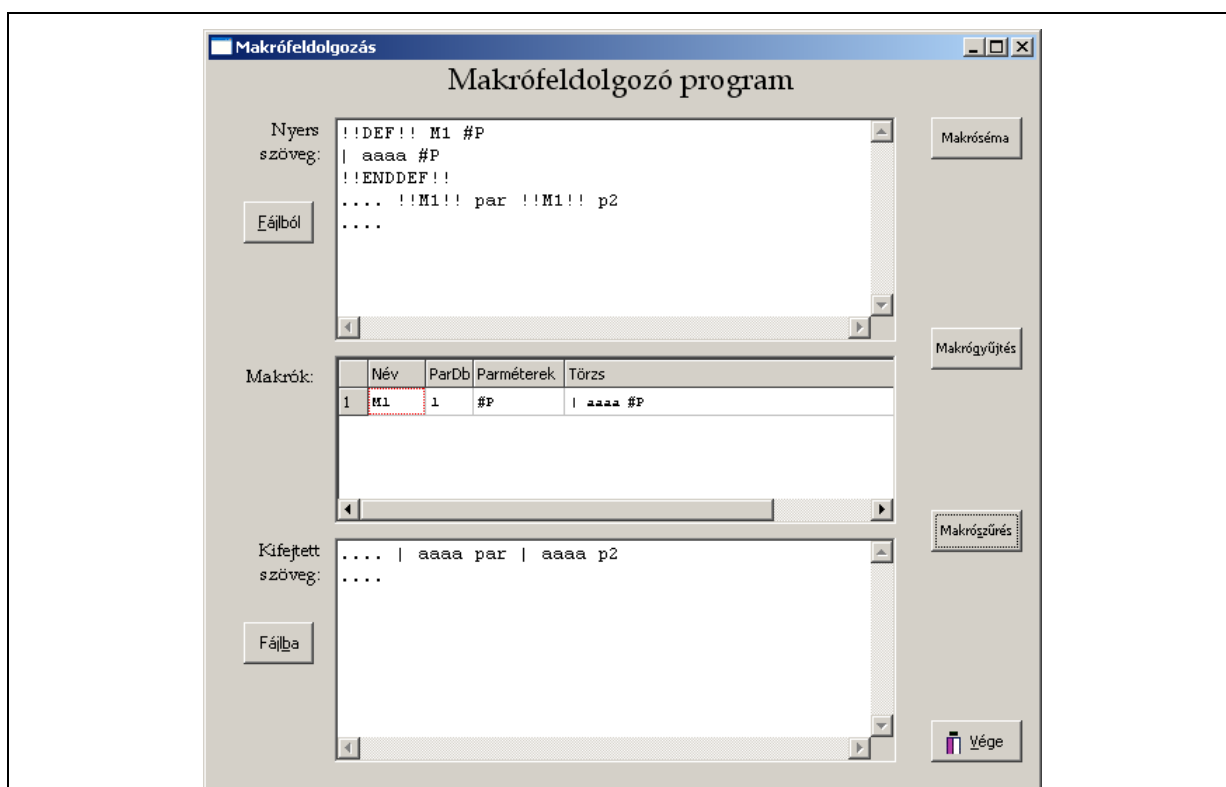 Makrófeldolgozás
Makrófeldolgozó program
Nyers
szöveg:
!!DEF!! M1 #P
| aaaa #P
!!ENDDEF!!
.... !!M1!! par !!M1!! p2
....
Makróséma
Fájlból
Makrógyűjtés
Makrók:
Név ParDb Parméterek Törzs
1 M1 1 #P | aaaa #P
Makrószűrés
Kifejtett
szöveg:
.... | aaaa par | aaaa p2
....
Fájlba
Vége